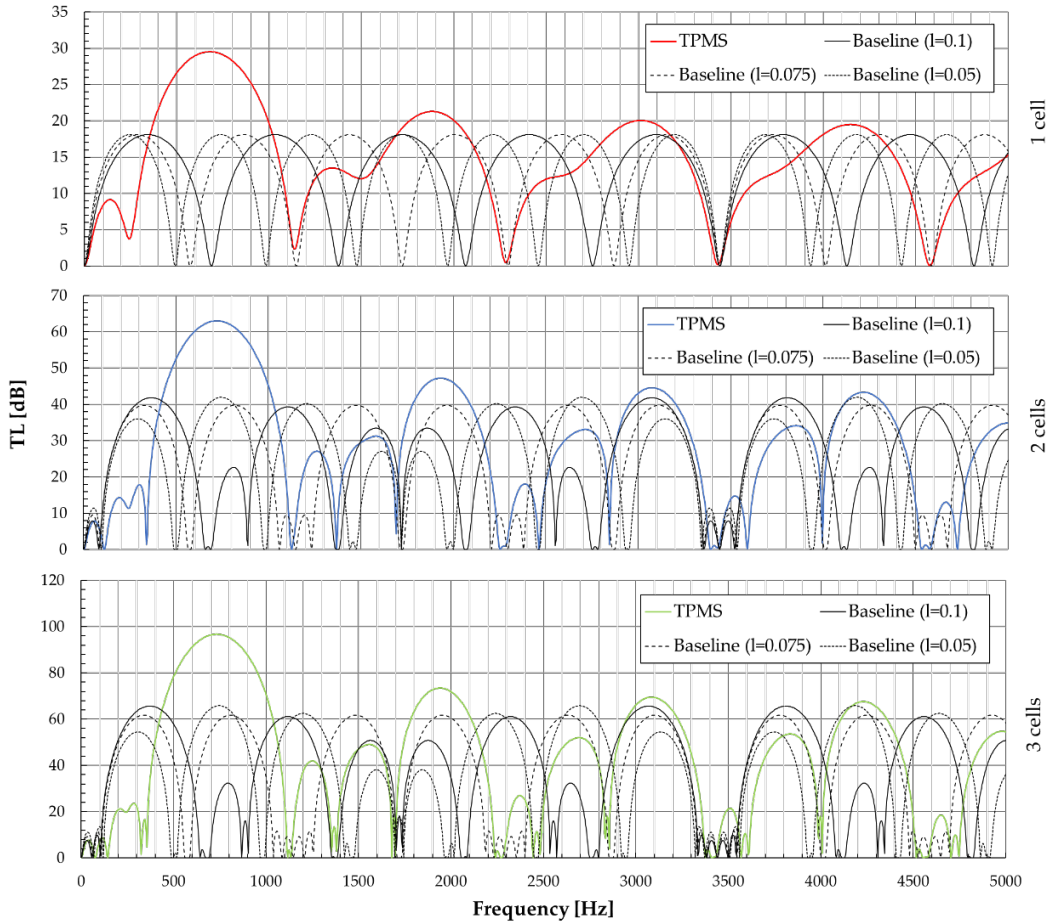 35
30
25
20
15
10
5
0
TPMS
Baseline (l=0.1)
Baseline (l=0.075)
Baseline (l=0.05)
1 cell
70
60
50
40
30
20
10
0
TPMS
Baseline (l=0.1)
Baseline (l=0.075)
Baseline (l=0.05)
2 cells
TL [dB]
120
100
80
60
40
20
0
TPMS
Baseline (l=0.1)
Baseline (l=0.075)
Baseline (l=0.05)
3 cells
0 500 1000 1500 2000 2500 3000 3500 4000 4500 5000
Frequency [Hz]